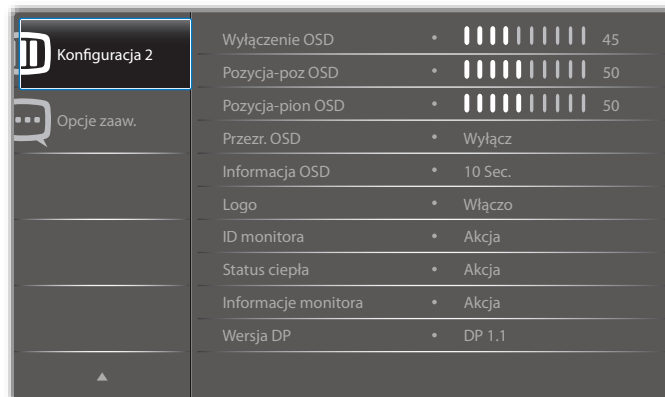 Konfiguracja 2
Opcje zaaw.
Wyłączenie OSD • 45
Pozycja-poz OSD • 50
Pozycja-pion OSD • 50
Przezr. OSD • Wyłącz
Informacja OSD • 10 Sec.
Logo • Włączo
ID monitora • Akcja
Status ciepła • Akcja
Informacje monitora • Akcja
Wersja DP • DP 1.1